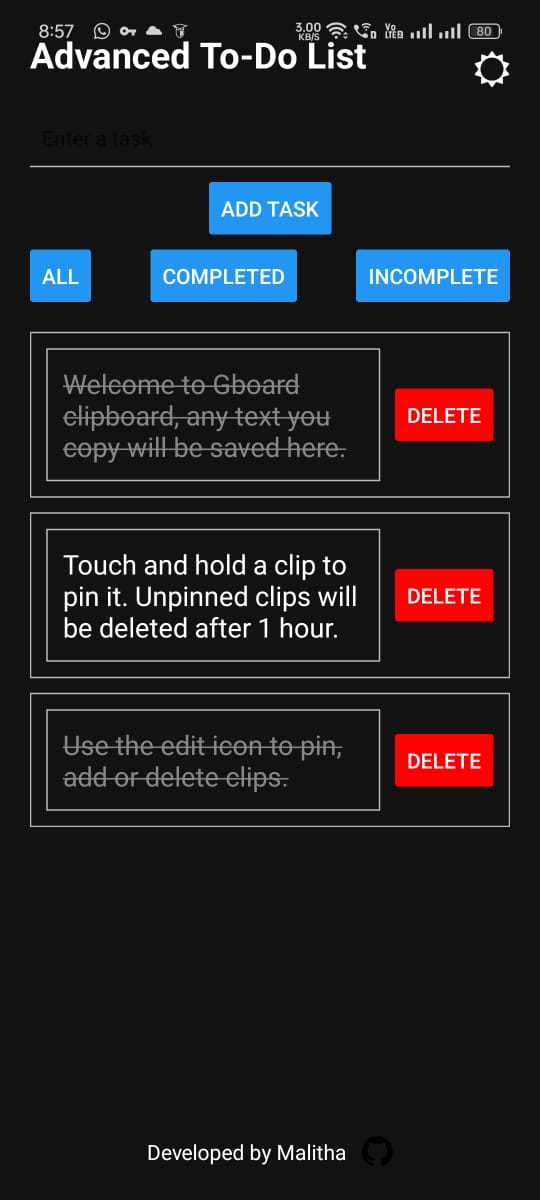 8:57 3.00 KB/S Vo LTE2 80
Advanced To-Do List
Enter a task
ADD TASK
ALL COMPLETED INCOMPLETE
Welcome to Gboard
clipboard, any text you
copy will be saved here.
DELETE
Touch and hold a clip to
pin it. Unpinned clips will
be deleted after 1 hour.
DELETE
Use the edit icon to pin,
add or delete clips.
DELETE
Developed by Malitha